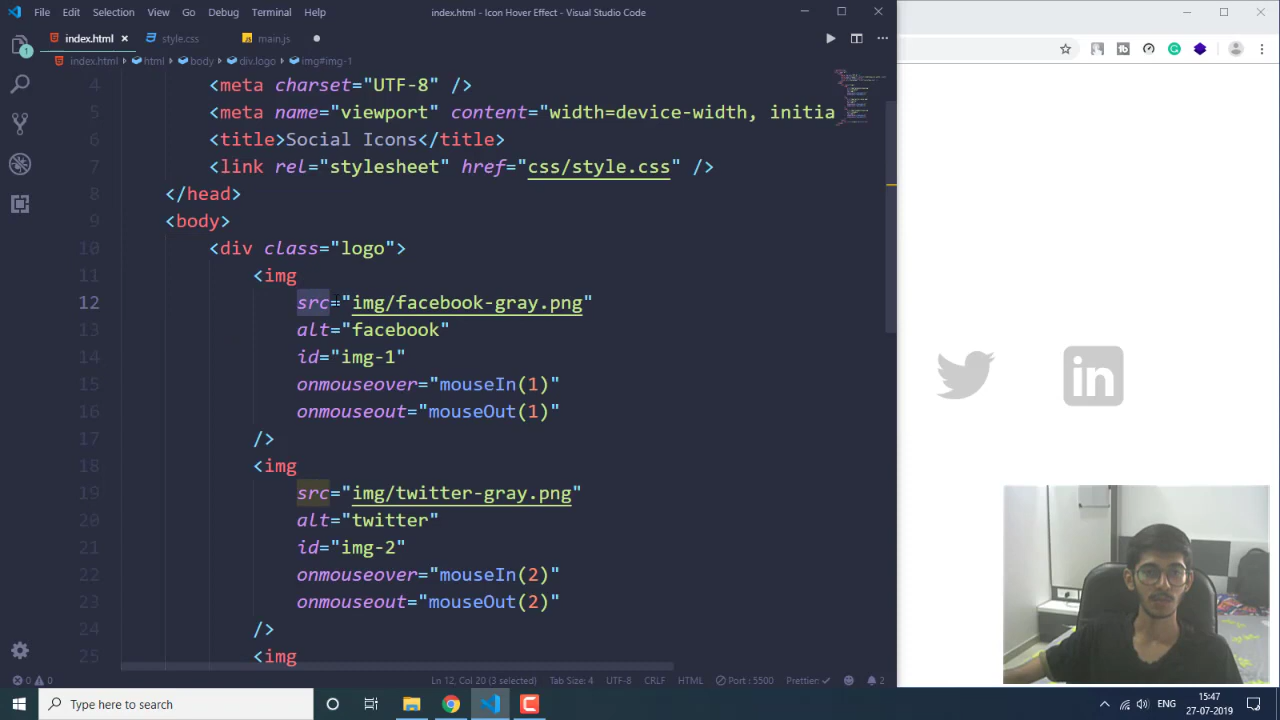 File Edit Selection View Go Debug Terminal Help index.html - Icon Hover Effect - Visual Studio Code
index.html × style.css main.js
1
index.html > html > body > div.logo > img#img-1
4 <meta charset="UTF-8" />
5 <meta name="viewport" content="width=device-width, initia
6 <title>Social Icons</title>
7 <link rel="stylesheet" href="css/style.css" />
8 </head>
9 <body>
10 <div class="logo">
11 <img
12 src="img/facebook-gray.png"
13 alt="facebook"
14 id="img-1"
15 onmouseover="mouseIn(1)"
16 onmouseout="mouseOut(1)"
17 />
18 <img
19 src="img/twitter-gray.png"
20 alt="twitter"
21 id="img-2"
22 onmouseover="mouseIn(2)"
23 onmouseout="mouseOut(2)"
24 />
25 <img
in
0 0 Ln 12, Col 20 (3 selected) Tab Size: 4 UTF-8 CRLF HTML Port : 5500 Prettier: ✓ 2
Type here to search
ENG 15:47
27-07-2019